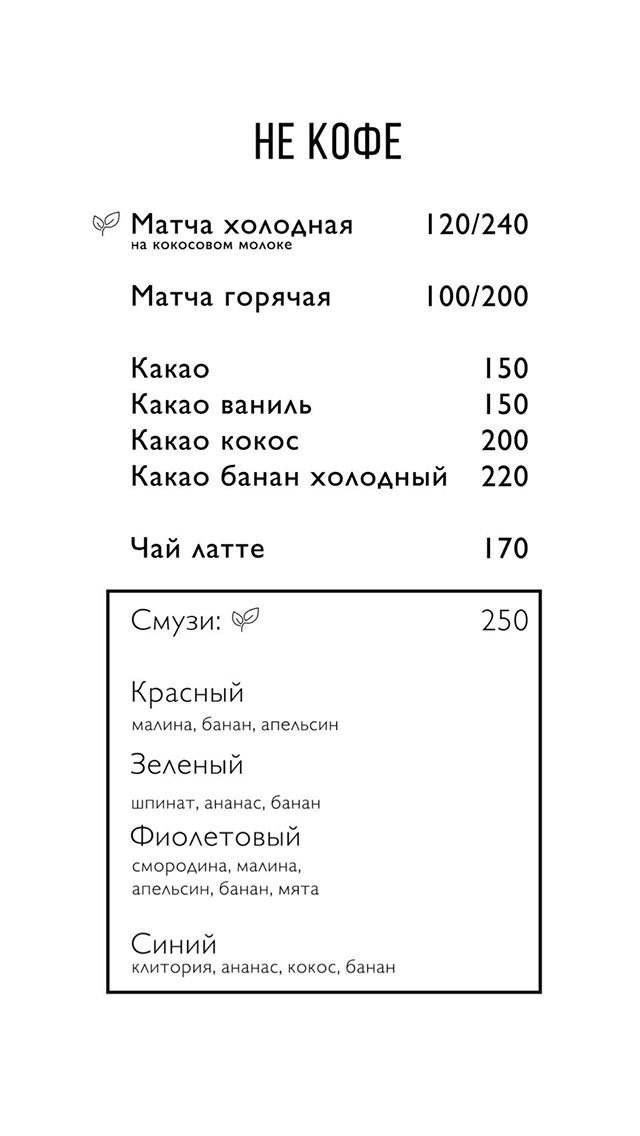 НЕ КОФЕ
Матча холодная 120/240
на кокосовом молоке
Матча горячая 100/200
Какао 150
Какао ваниль 150
Какао кокос 200
Какао банан холодный 220
Чай латте 170
Смузи: 250
Красный
малина, банан, апельсин
Зеленый
шпинат, ананас, банан
Фиолетовый
смородина, малина,
апельсин, банан, мята
Синий
клитория, ананас, кокос, банан